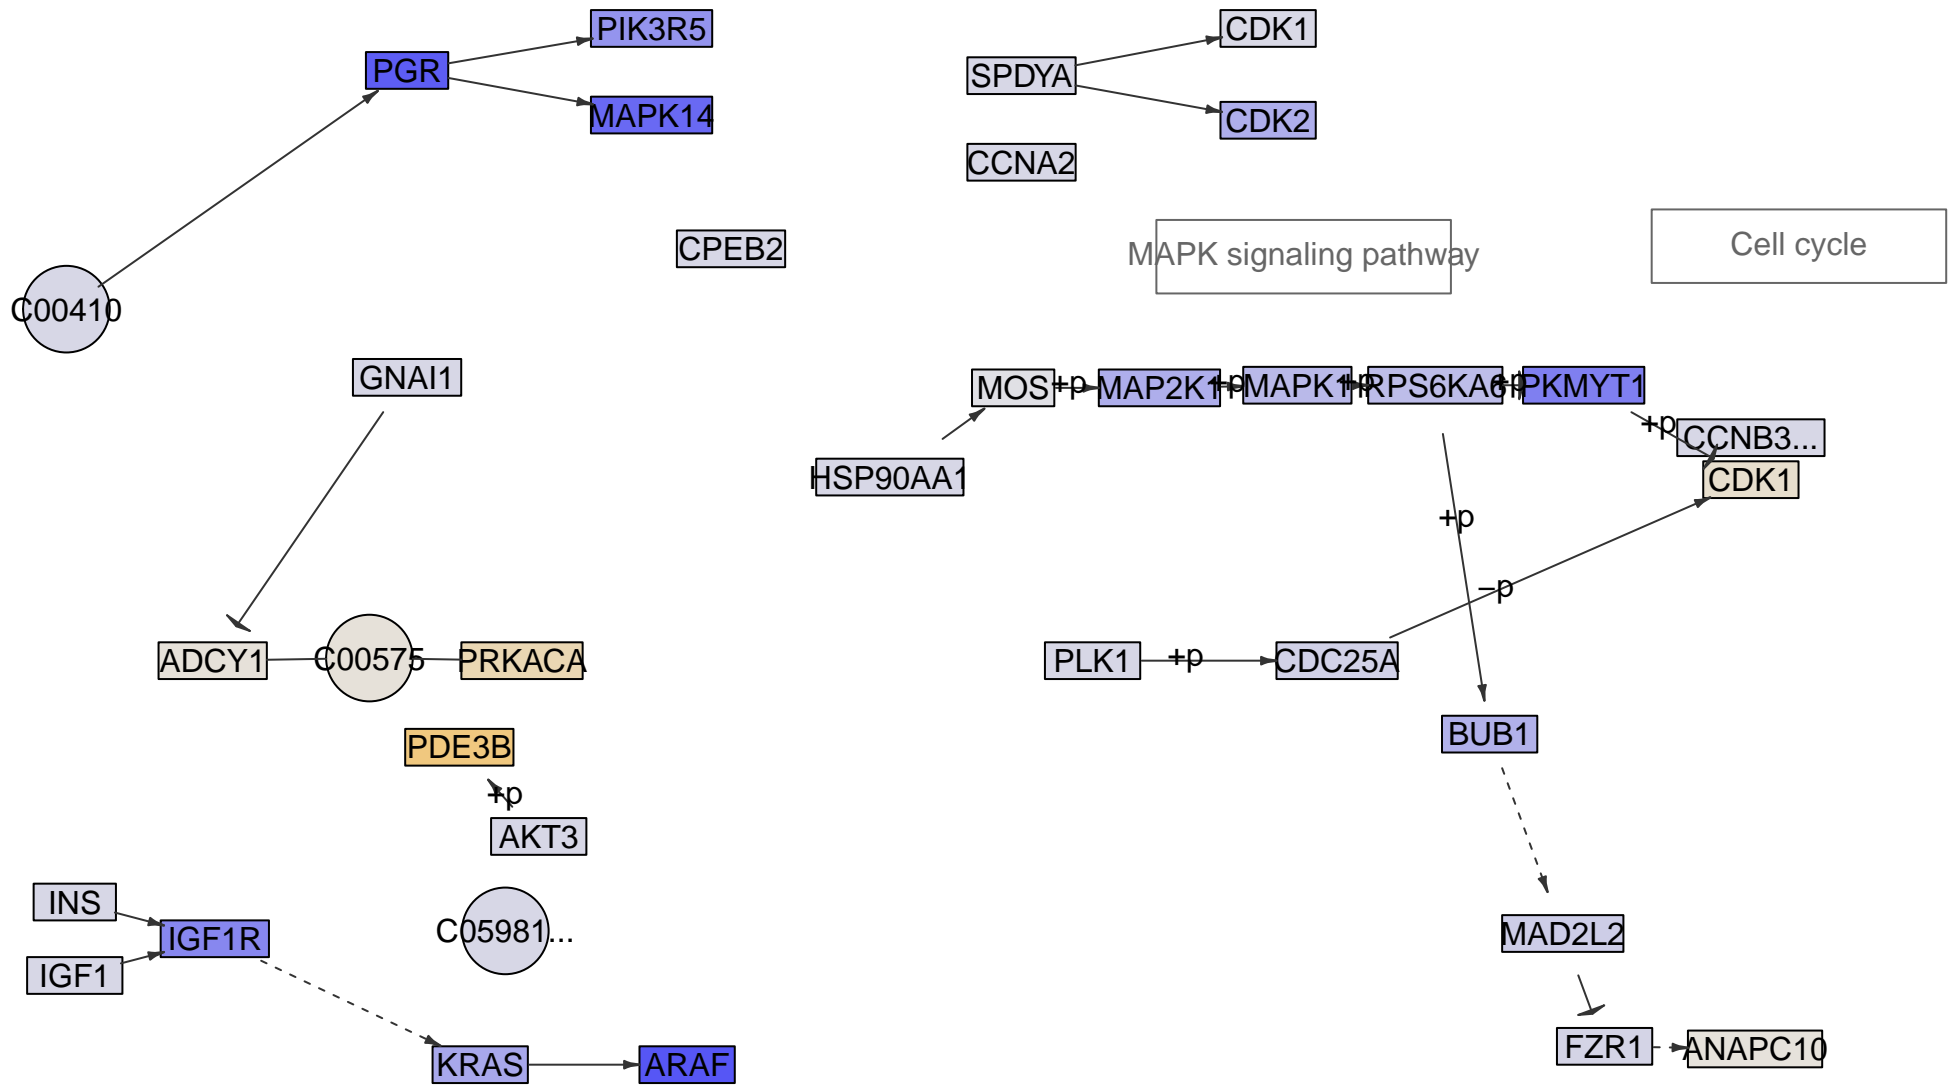 PIK3R5
CDK1
PGR
SPDYA
MAPK14
CDK2
CCNA2
CPEB2
MAPK signaling pathway
Cell cycle
C00410
GNAI1
MOS
+p
MAP2K1
+p
MAPK1
+p
RPS6KA6
+p
PKMYT1
+p
CCNB3...
HSP90AA1
CDK1
+p
−p
ADCY1
C00575
PRKACA
PLK1
+p
CDC25A
PDE3B
BUB1
+p
AKT3
INS
IGF1R
C05981...
MAD2L2
IGF1
KRAS
ARAF
FZR1
ANAPC10